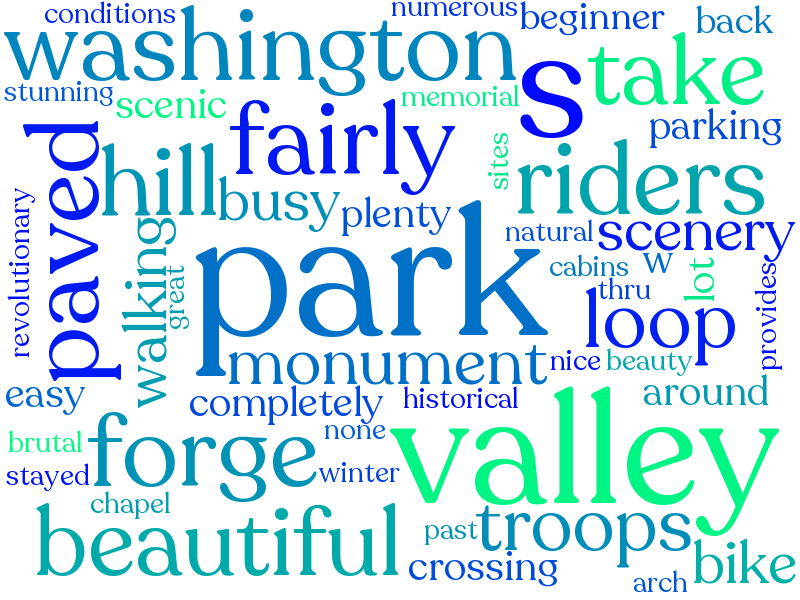 conditions
numerous
beginner
back
washington
s
take
stunning
scenic
memorial
parking
paved
fairly
sites
hill
riders
busy
plenty
revolutionary
walking
park
natural
scenery
great
cabins
w
lot
provides
thru
loop
monument
nice
beauty
around
easy
completely
historical
brutal
forge
none
valley
stayed
winter
chapel
beautiful
past
troops
crossing
bike
arch